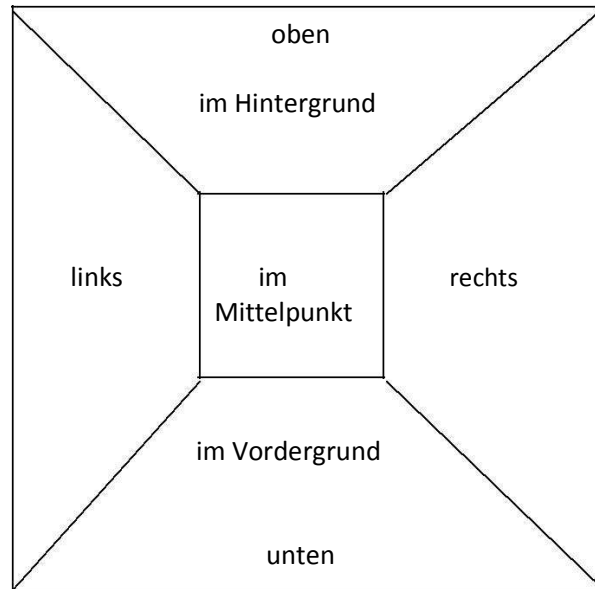 oben
im Hintergrund
links
im
rechts
Mittelpunkt
im Vordergrund
unten